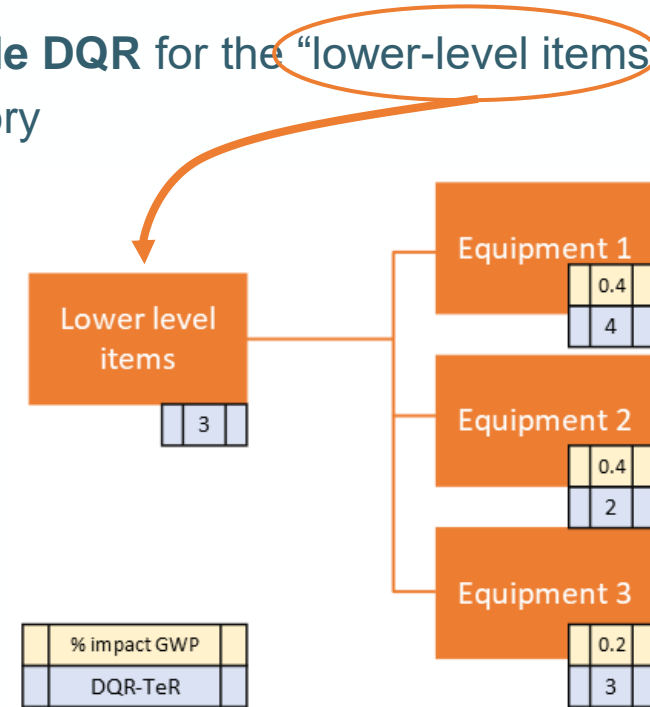 le DQR for the “lower-level items
ory
Equipment 1
0.4
4
Lower level
items
3
Equipment 2
0.4
2
Equipment 3
0.2
3
% impact GWP
DQR-TeR